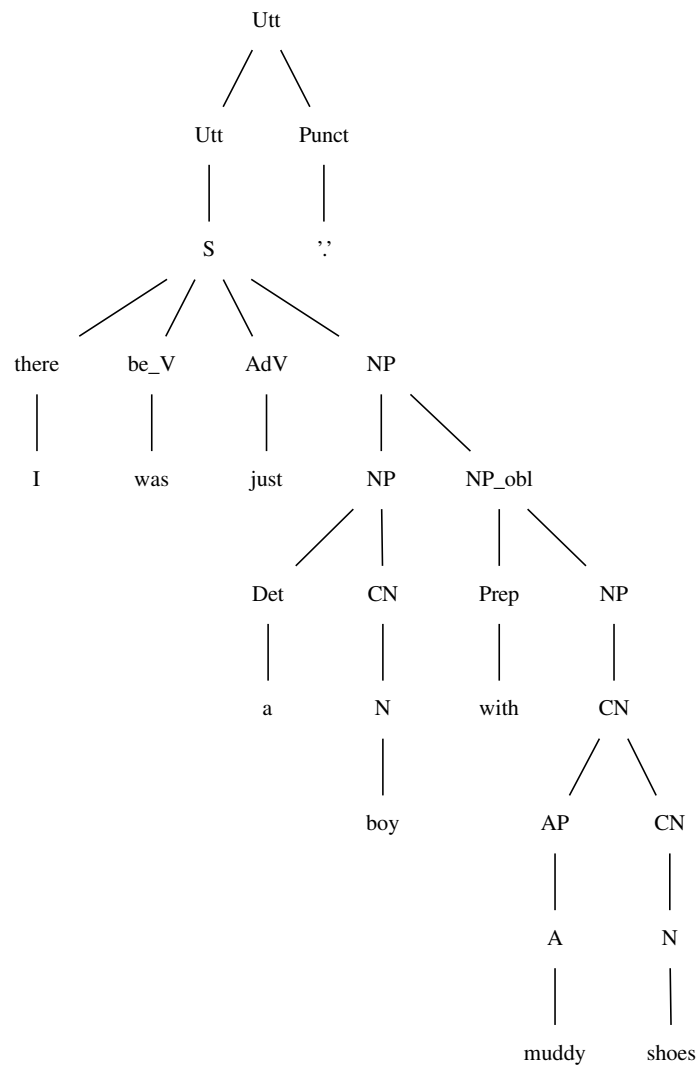 Utt
Utt Punct
S '.'
there be_V AdV NP
I was just NP NP_obl
Det CN Prep NP
a N with CN
boy AP CN
A N
muddy shoes